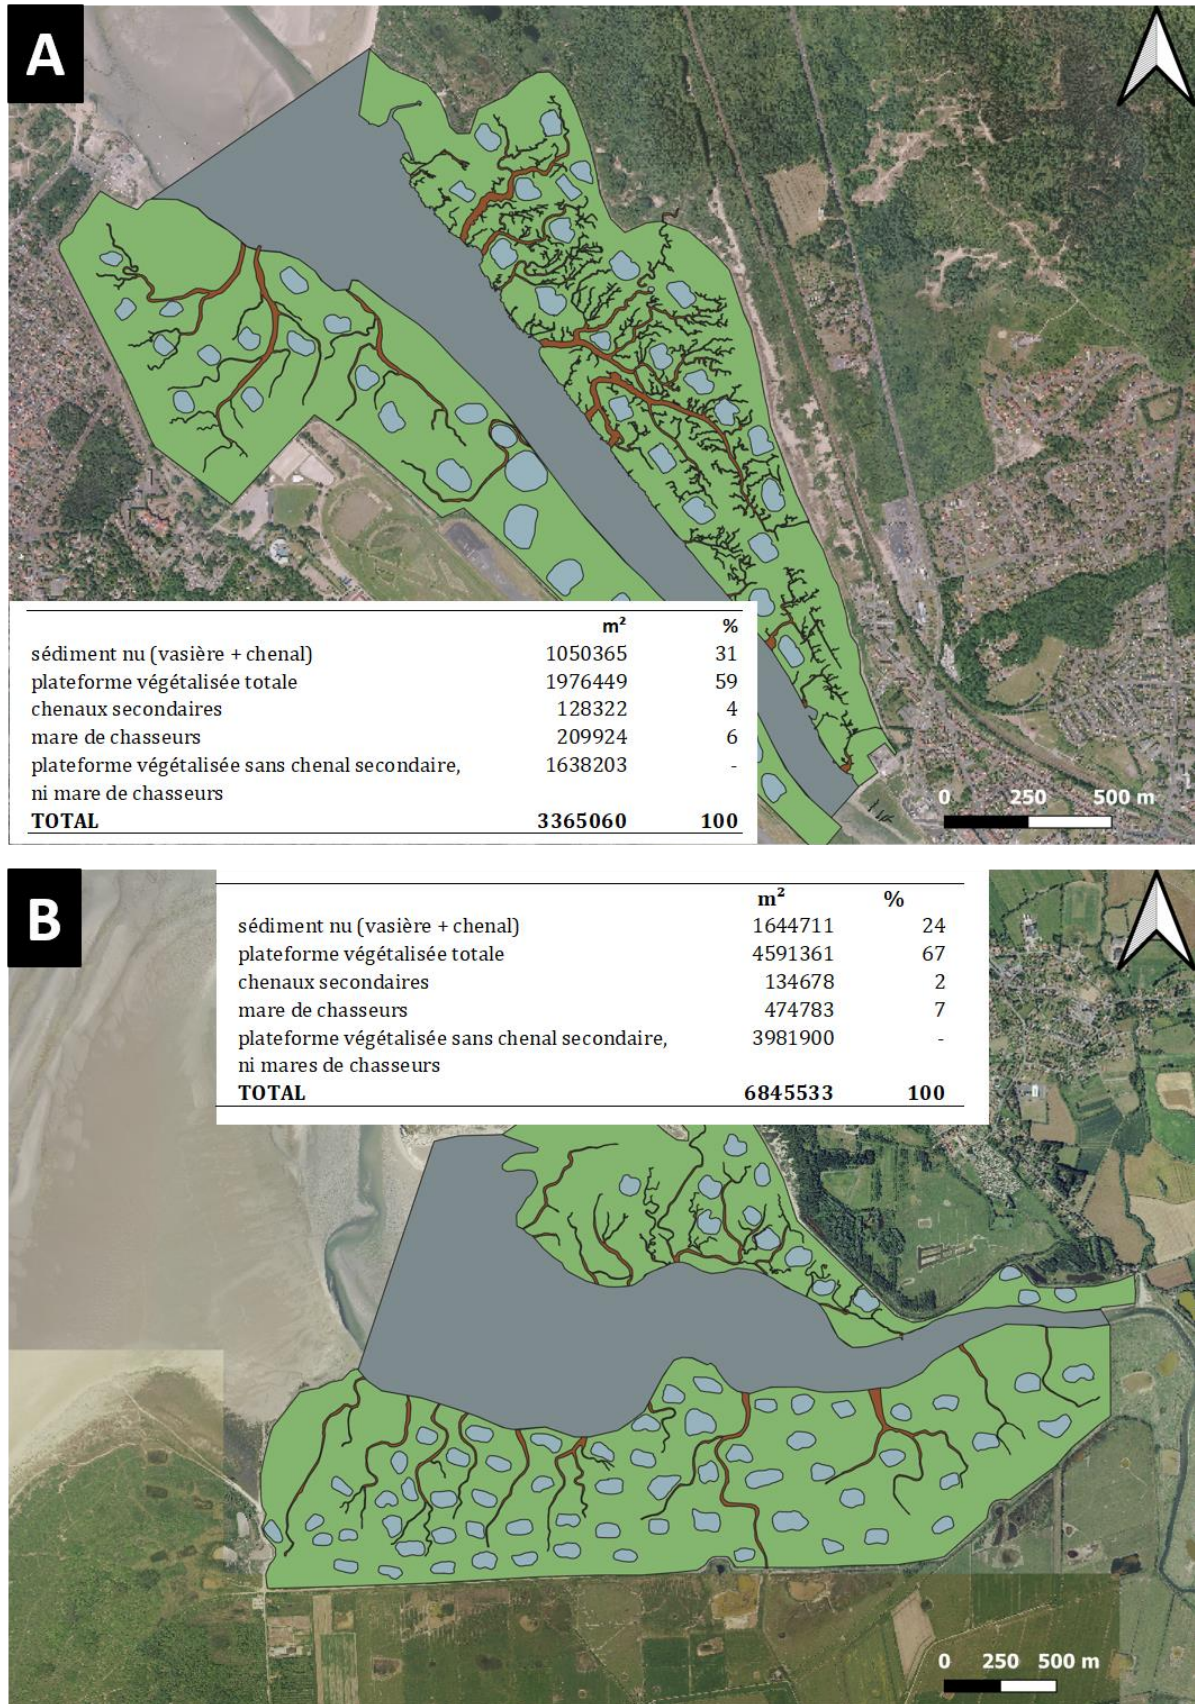 A
m² %
sédiment nu (vasière + chenal) 1050365 31
plateforme végétalisée totale 1976449 59
chenaux secondaires 128322 4
mare de chasseurs 209924 6
plateforme végétalisée sans chenal secondaire, 1638203 -
ni mare de chasseurs
TOTAL 3365060 100
0 250 500 m
B
m² %
sédiment nu (vasière + chenal) 1644711 24
plateforme végétalisée totale 4591361 67
chenaux secondaires 134678 2
mare de chasseurs 474783 7
plateforme végétalisée sans chenal secondaire, 3981900 -
ni mares de chasseurs
TOTAL 6845533 100
0 250 500 m